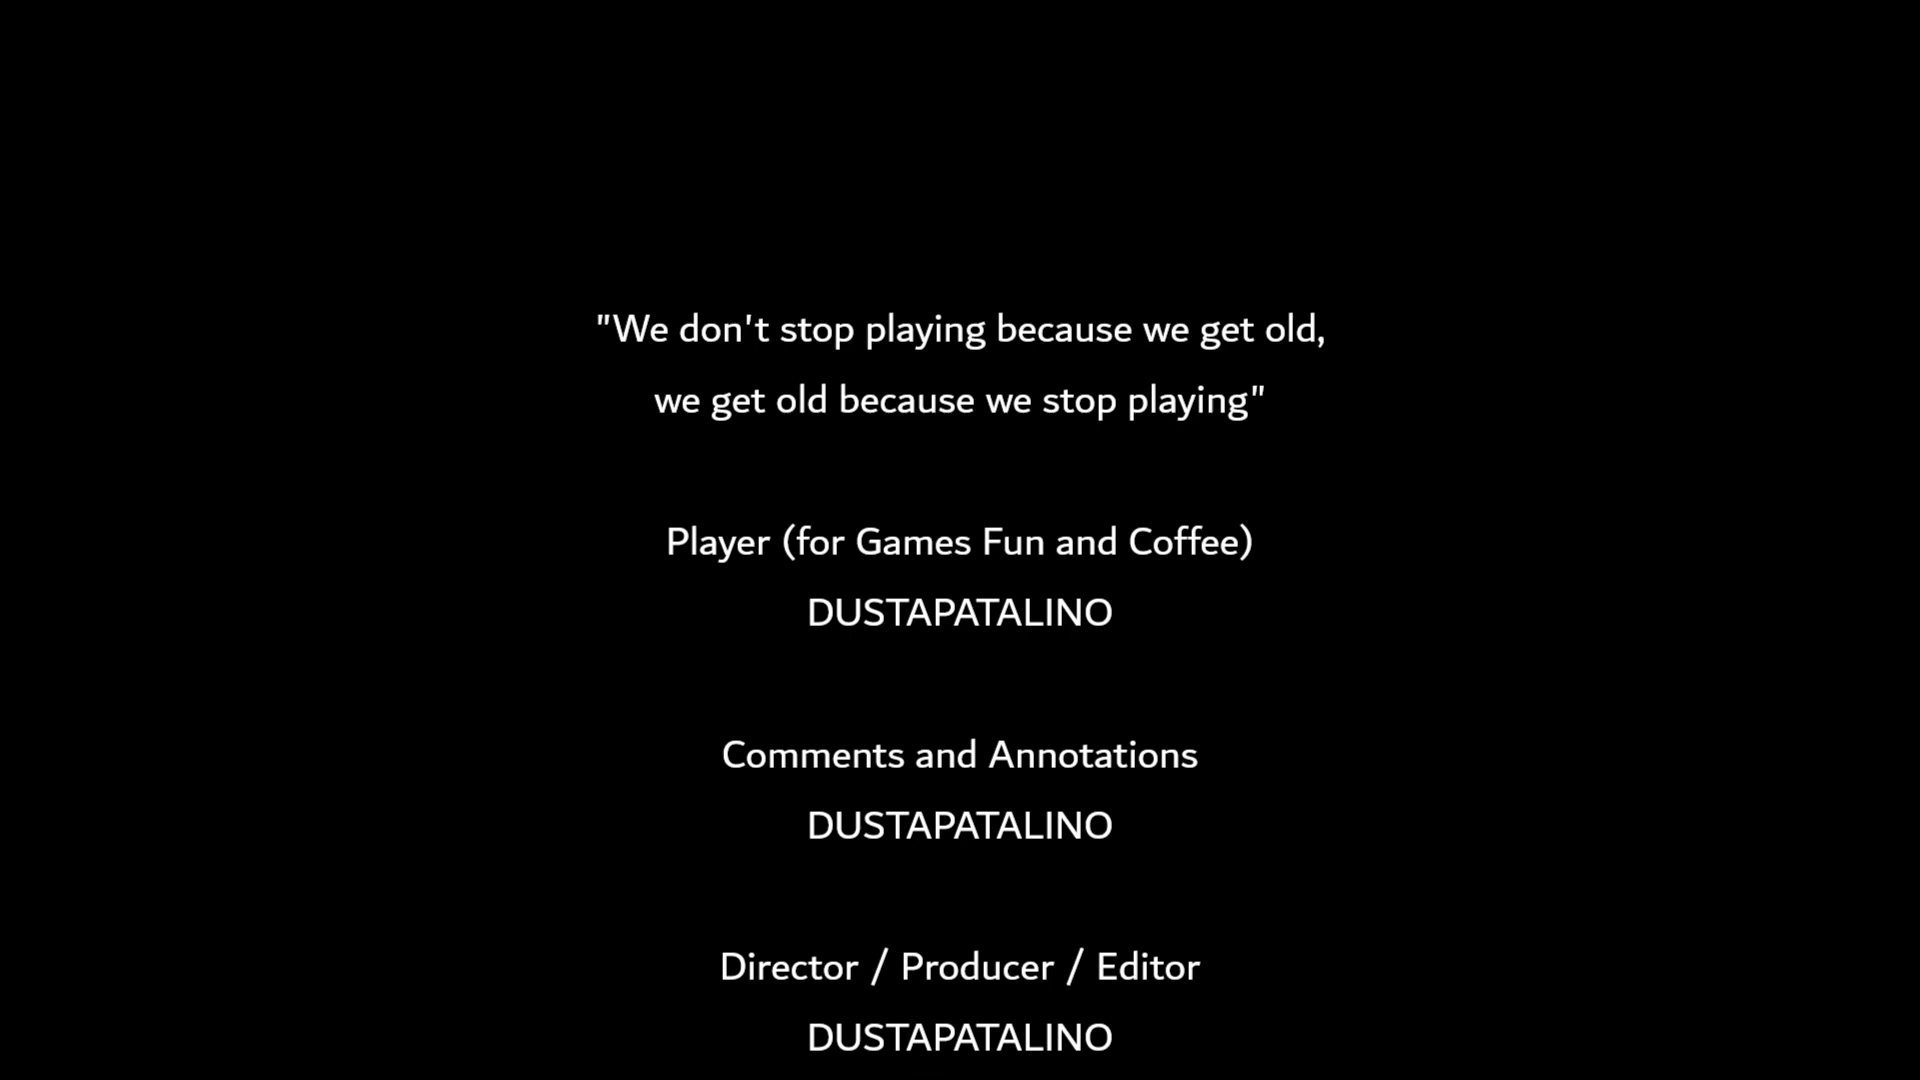 "We don't stop playing because we get old,
we get old because we stop playing"
Player (for Games Fun and Coffee)
DUSTAPATALINO
Comments and Annotations
DUSTAPATALINO
Director / Producer / Editor
DUSTAPATALINO